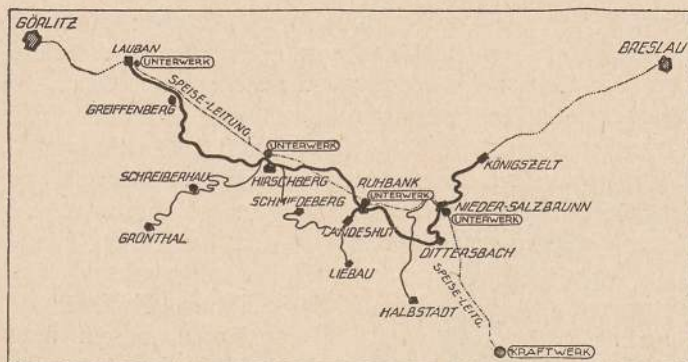 GÖRLITZ
LAUBAN
UNTERWERK
BRESLAU
SPEISE-LEITUNG
GREIFFENBERG
UNTERWERK
KÖNIGSZELT
HIRSCHBERG
SCHREIBERHAU
RUHBANK
UNTERWERK
SCHMIEDEBERG
NIEDER-SALZBRUNN
UNTERWERK
LANDESHUT
GRÜNTHAL
DITTERSBACH
LIEBAU
SPEISE-LEITG.
HALBSTADT
KRAFTWERK